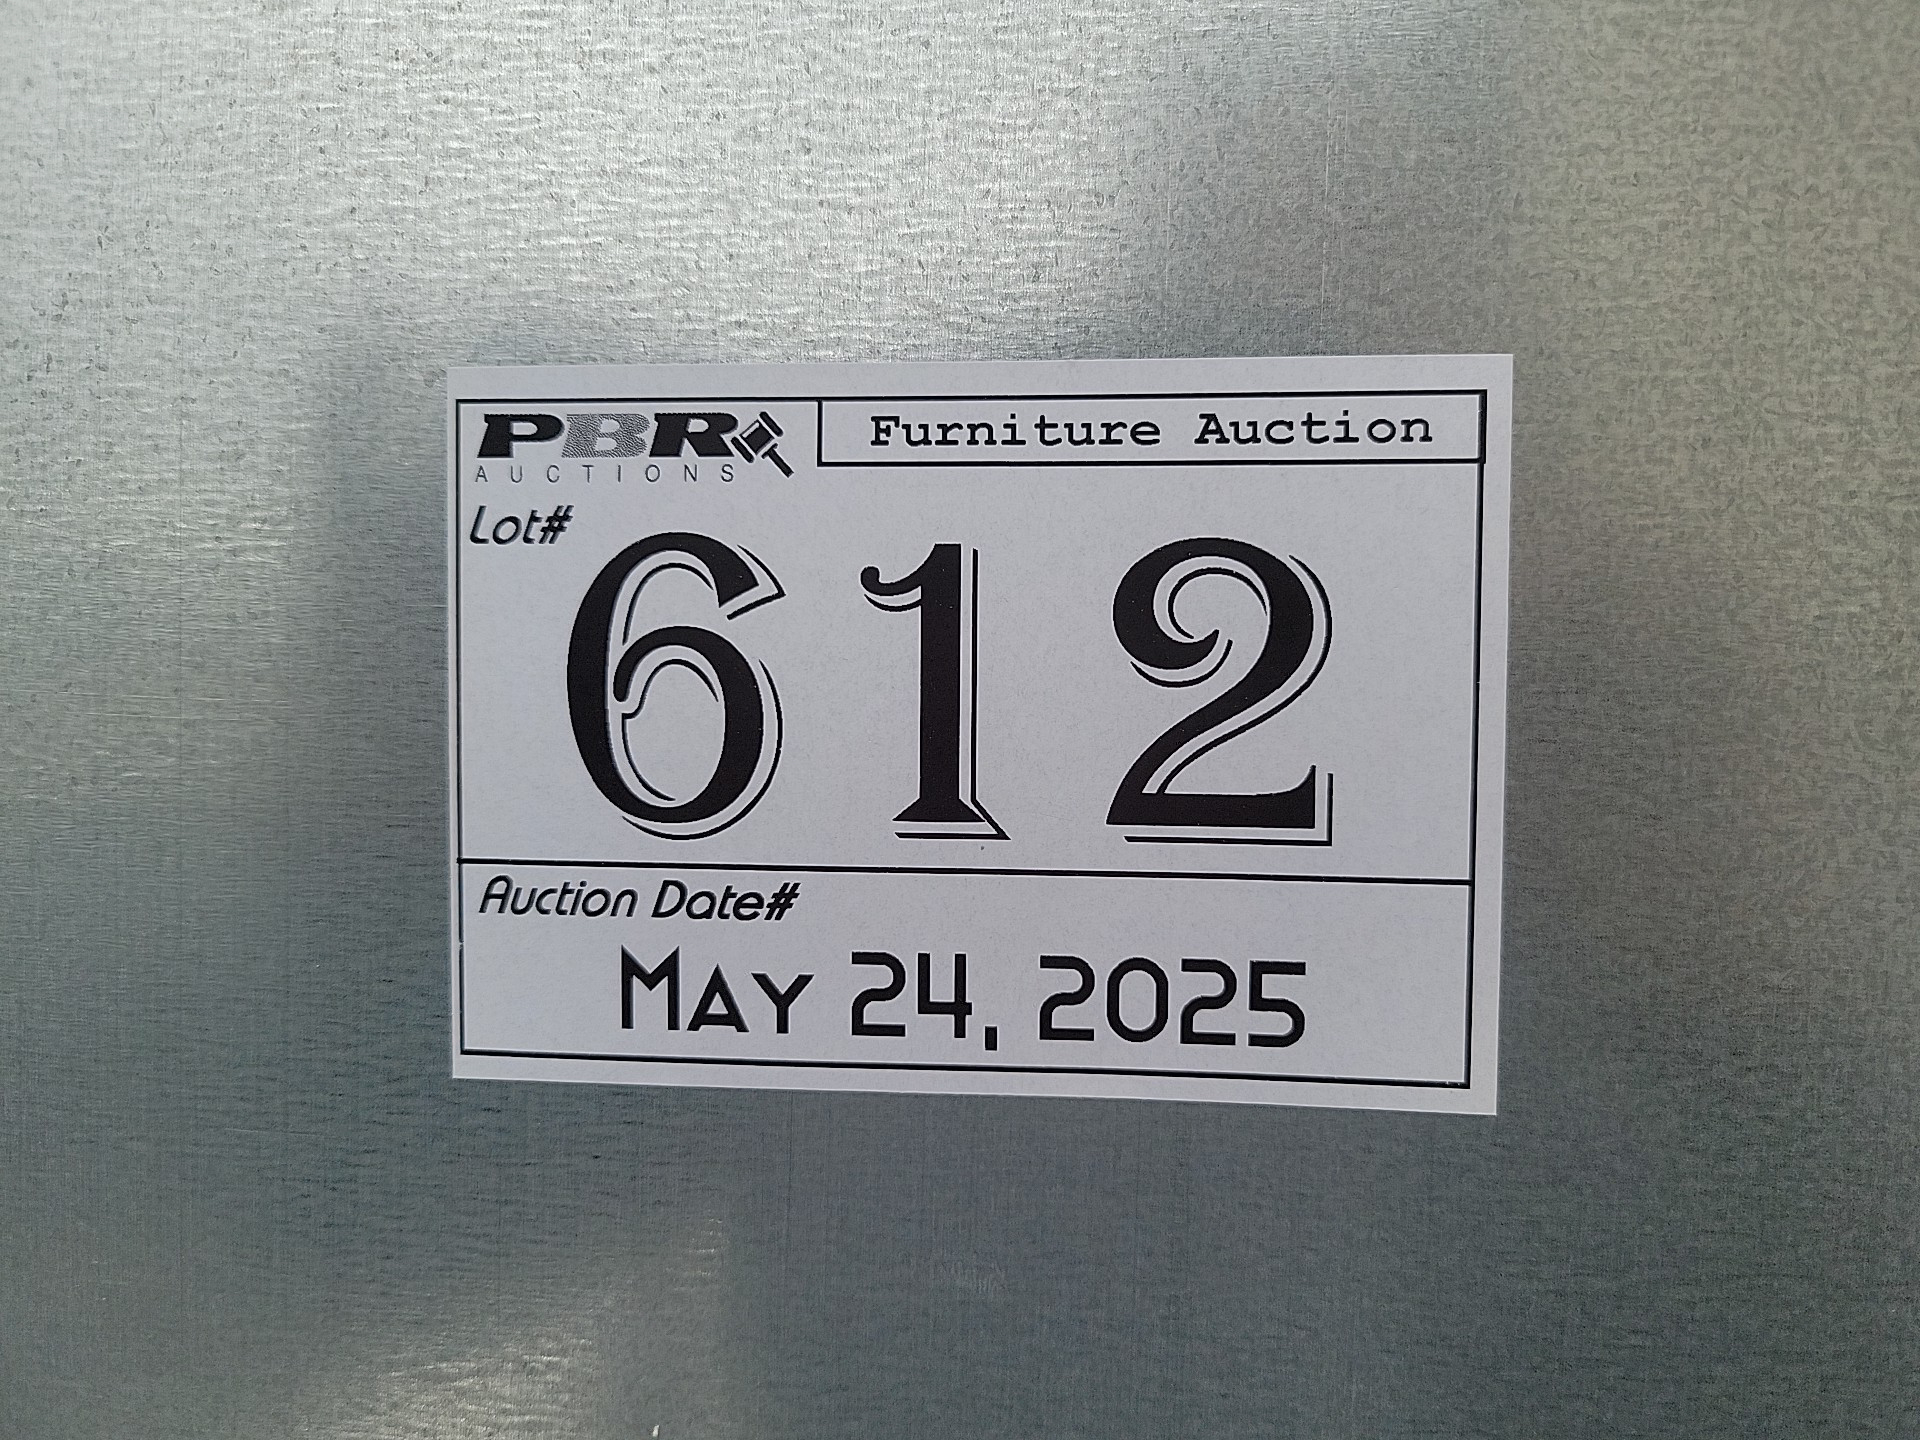 PBR
AUCTIONS
Furniture Auction
Lot#
612
Auction Date#
May 24, 2025